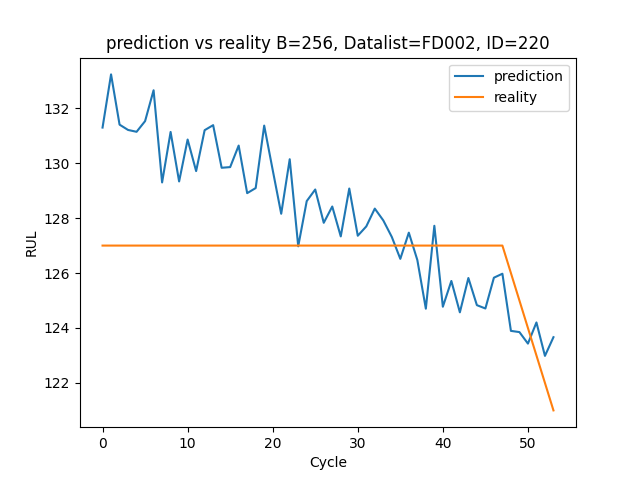 prediction vs reality B=256, Datalist=FD002, ID=220
prediction
reality
RUL
132
130
128
126
124
122
0 10 20 30 40 50
Cycle